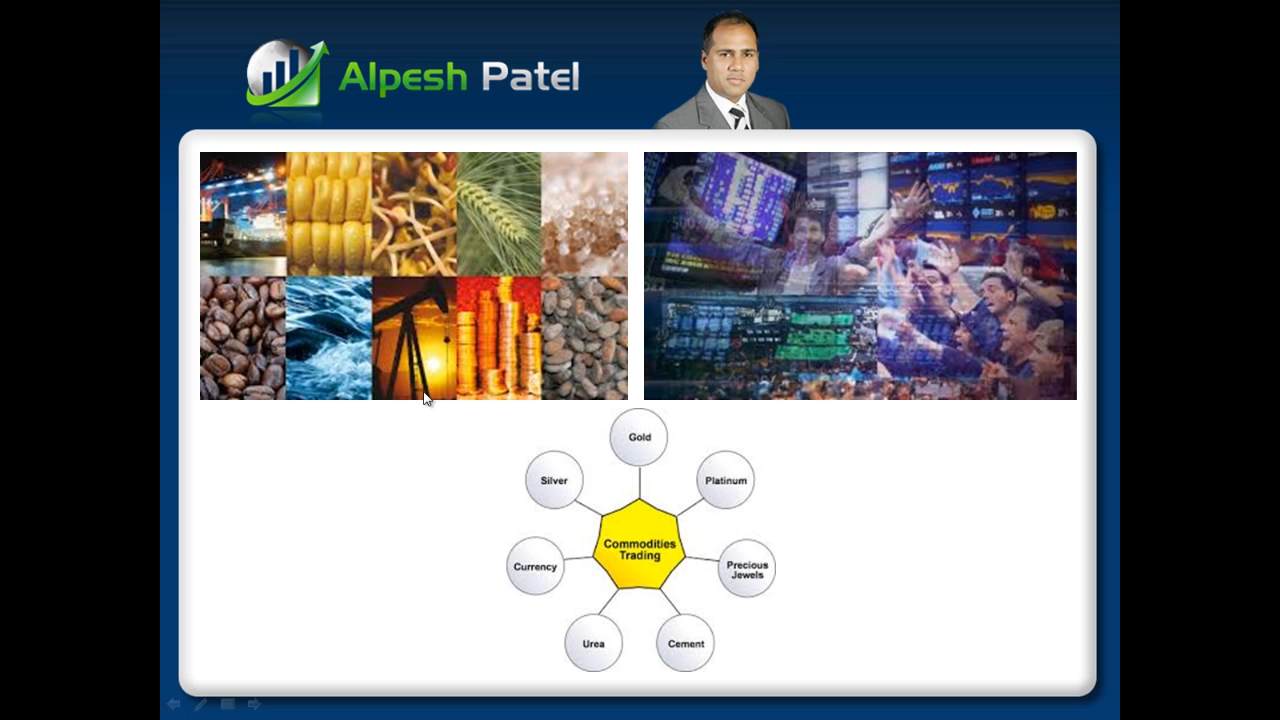 Alpesh Patel
Gold
Silver
Platinum
Commodities
Trading
Currency
Precious
Jewels
Urea
Cement